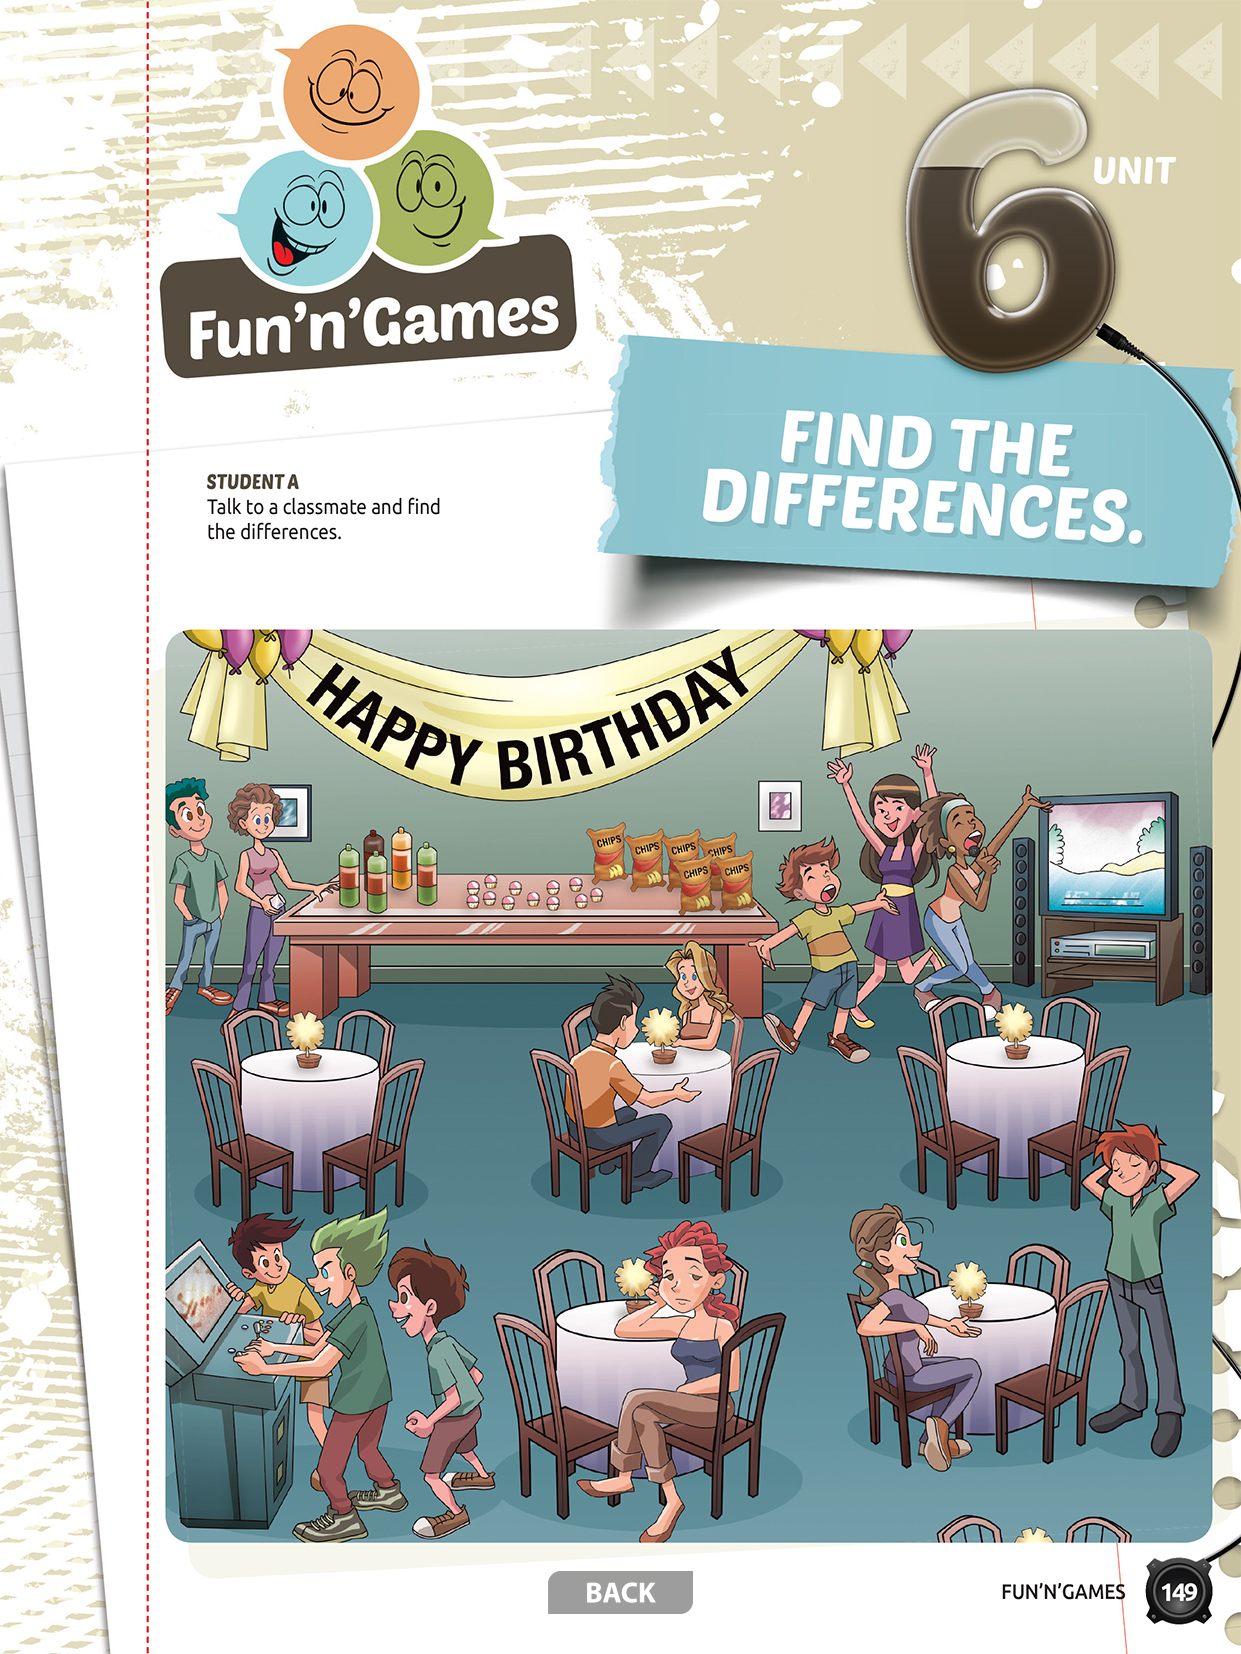 Fun'n'Games
6
UNIT
FIND THE
DIFFERENCES.
STUDENT A
Talk to a classmate and find
the differences.
HAPPY BIRTHDAY
CHIPS
CHIPS
CHIPS
CHIPS
CHIPS
CHIPS
BACK
FUN'N'GAMES
149